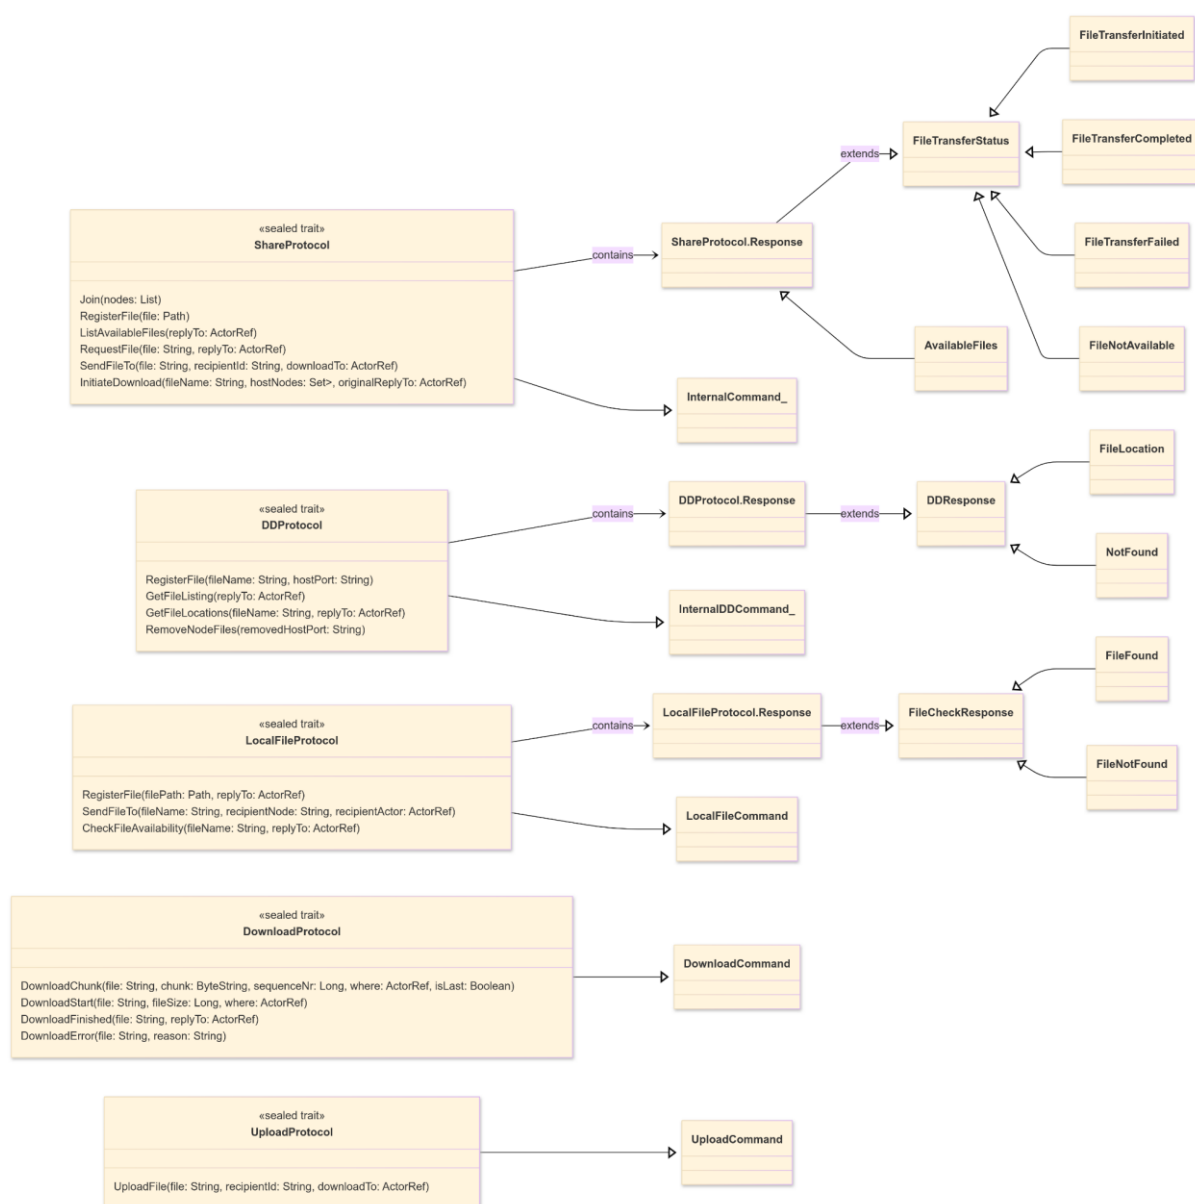 FileTransferInitiated
FileTransferStatus
FileTransferCompleted
extends
«sealed trait»
ShareProtocol
Join(nodes: List)
RegisterFile(file: Path)
ListAvailableFiles(replyTo: ActorRef)
RequestFile(file: String, replyTo: ActorRef)
SendFileTo(file: String, recipientId: String, downloadTo: ActorRef)
InitiateDownload(fileName: String, hostNodes: Set>, originalReplyTo: ActorRef)
contains
ShareProtocol.Response
FileTransferFailed
AvailableFiles
FileNotAvailable
InternalCommand_
FileLocation
«sealed trait»
DDProtocol
RegisterFile(fileName: String, hostPort: String)
GetFileListing(replyTo: ActorRef)
GetFileLocations(fileName: String, replyTo: ActorRef)
RemoveNodeFiles(removedHostPort: String)
contains
DDProtocol.Response
extends
DDResponse
NotFound
InternalDDCommand_
FileFound
«sealed trait»
LocalFileProtocol
RegisterFile(filePath: Path, replyTo: ActorRef)
SendFileTo(fileName: String, recipientNode: String, recipientActor: ActorRef)
CheckFileAvailability(fileName: String, replyTo: ActorRef)
contains
LocalFileProtocol.Response
extends
FileCheckResponse
FileNotFound
LocalFileCommand
«sealed trait»
DownloadProtocol
DownloadChunk(file: String, chunk: ByteString, sequenceNr: Long, where: ActorRef, isLast: Boolean)
DownloadStart(file: String, fileSize: Long, where: ActorRef)
DownloadFinished(file: String, replyTo: ActorRef)
DownloadError(file: String, reason: String)
DownloadCommand
«sealed trait»
UploadProtocol
UploadFile(file: String, recipientId: String, downloadTo: ActorRef)
UploadCommand